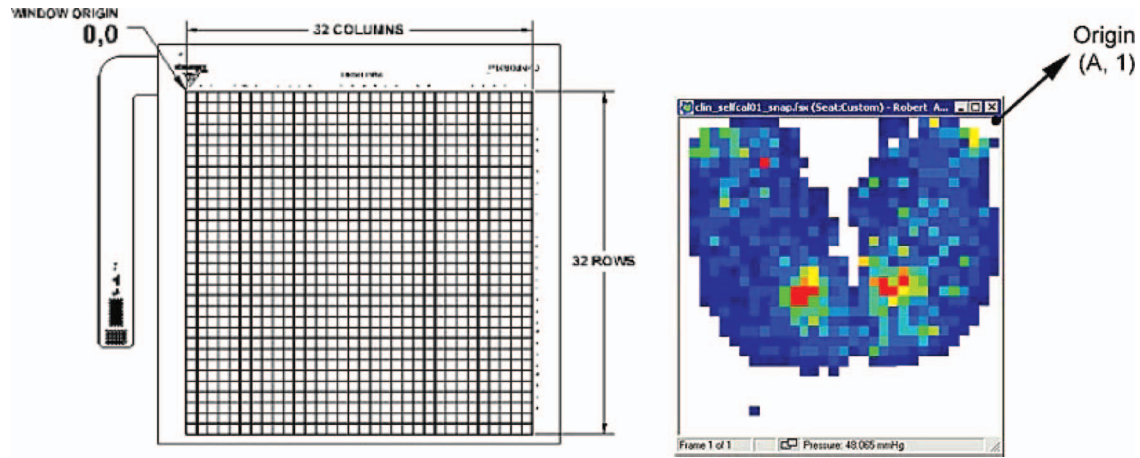 WINDOW ORIGIN
0,0
32 COLUMNS
32 ROWS
Origin
(A, 1)
clin_selfcal01_snap.fsx (Seat:Custom) - Robert A...
Frame 1 of 1
Pressure: 48.065 mmHg